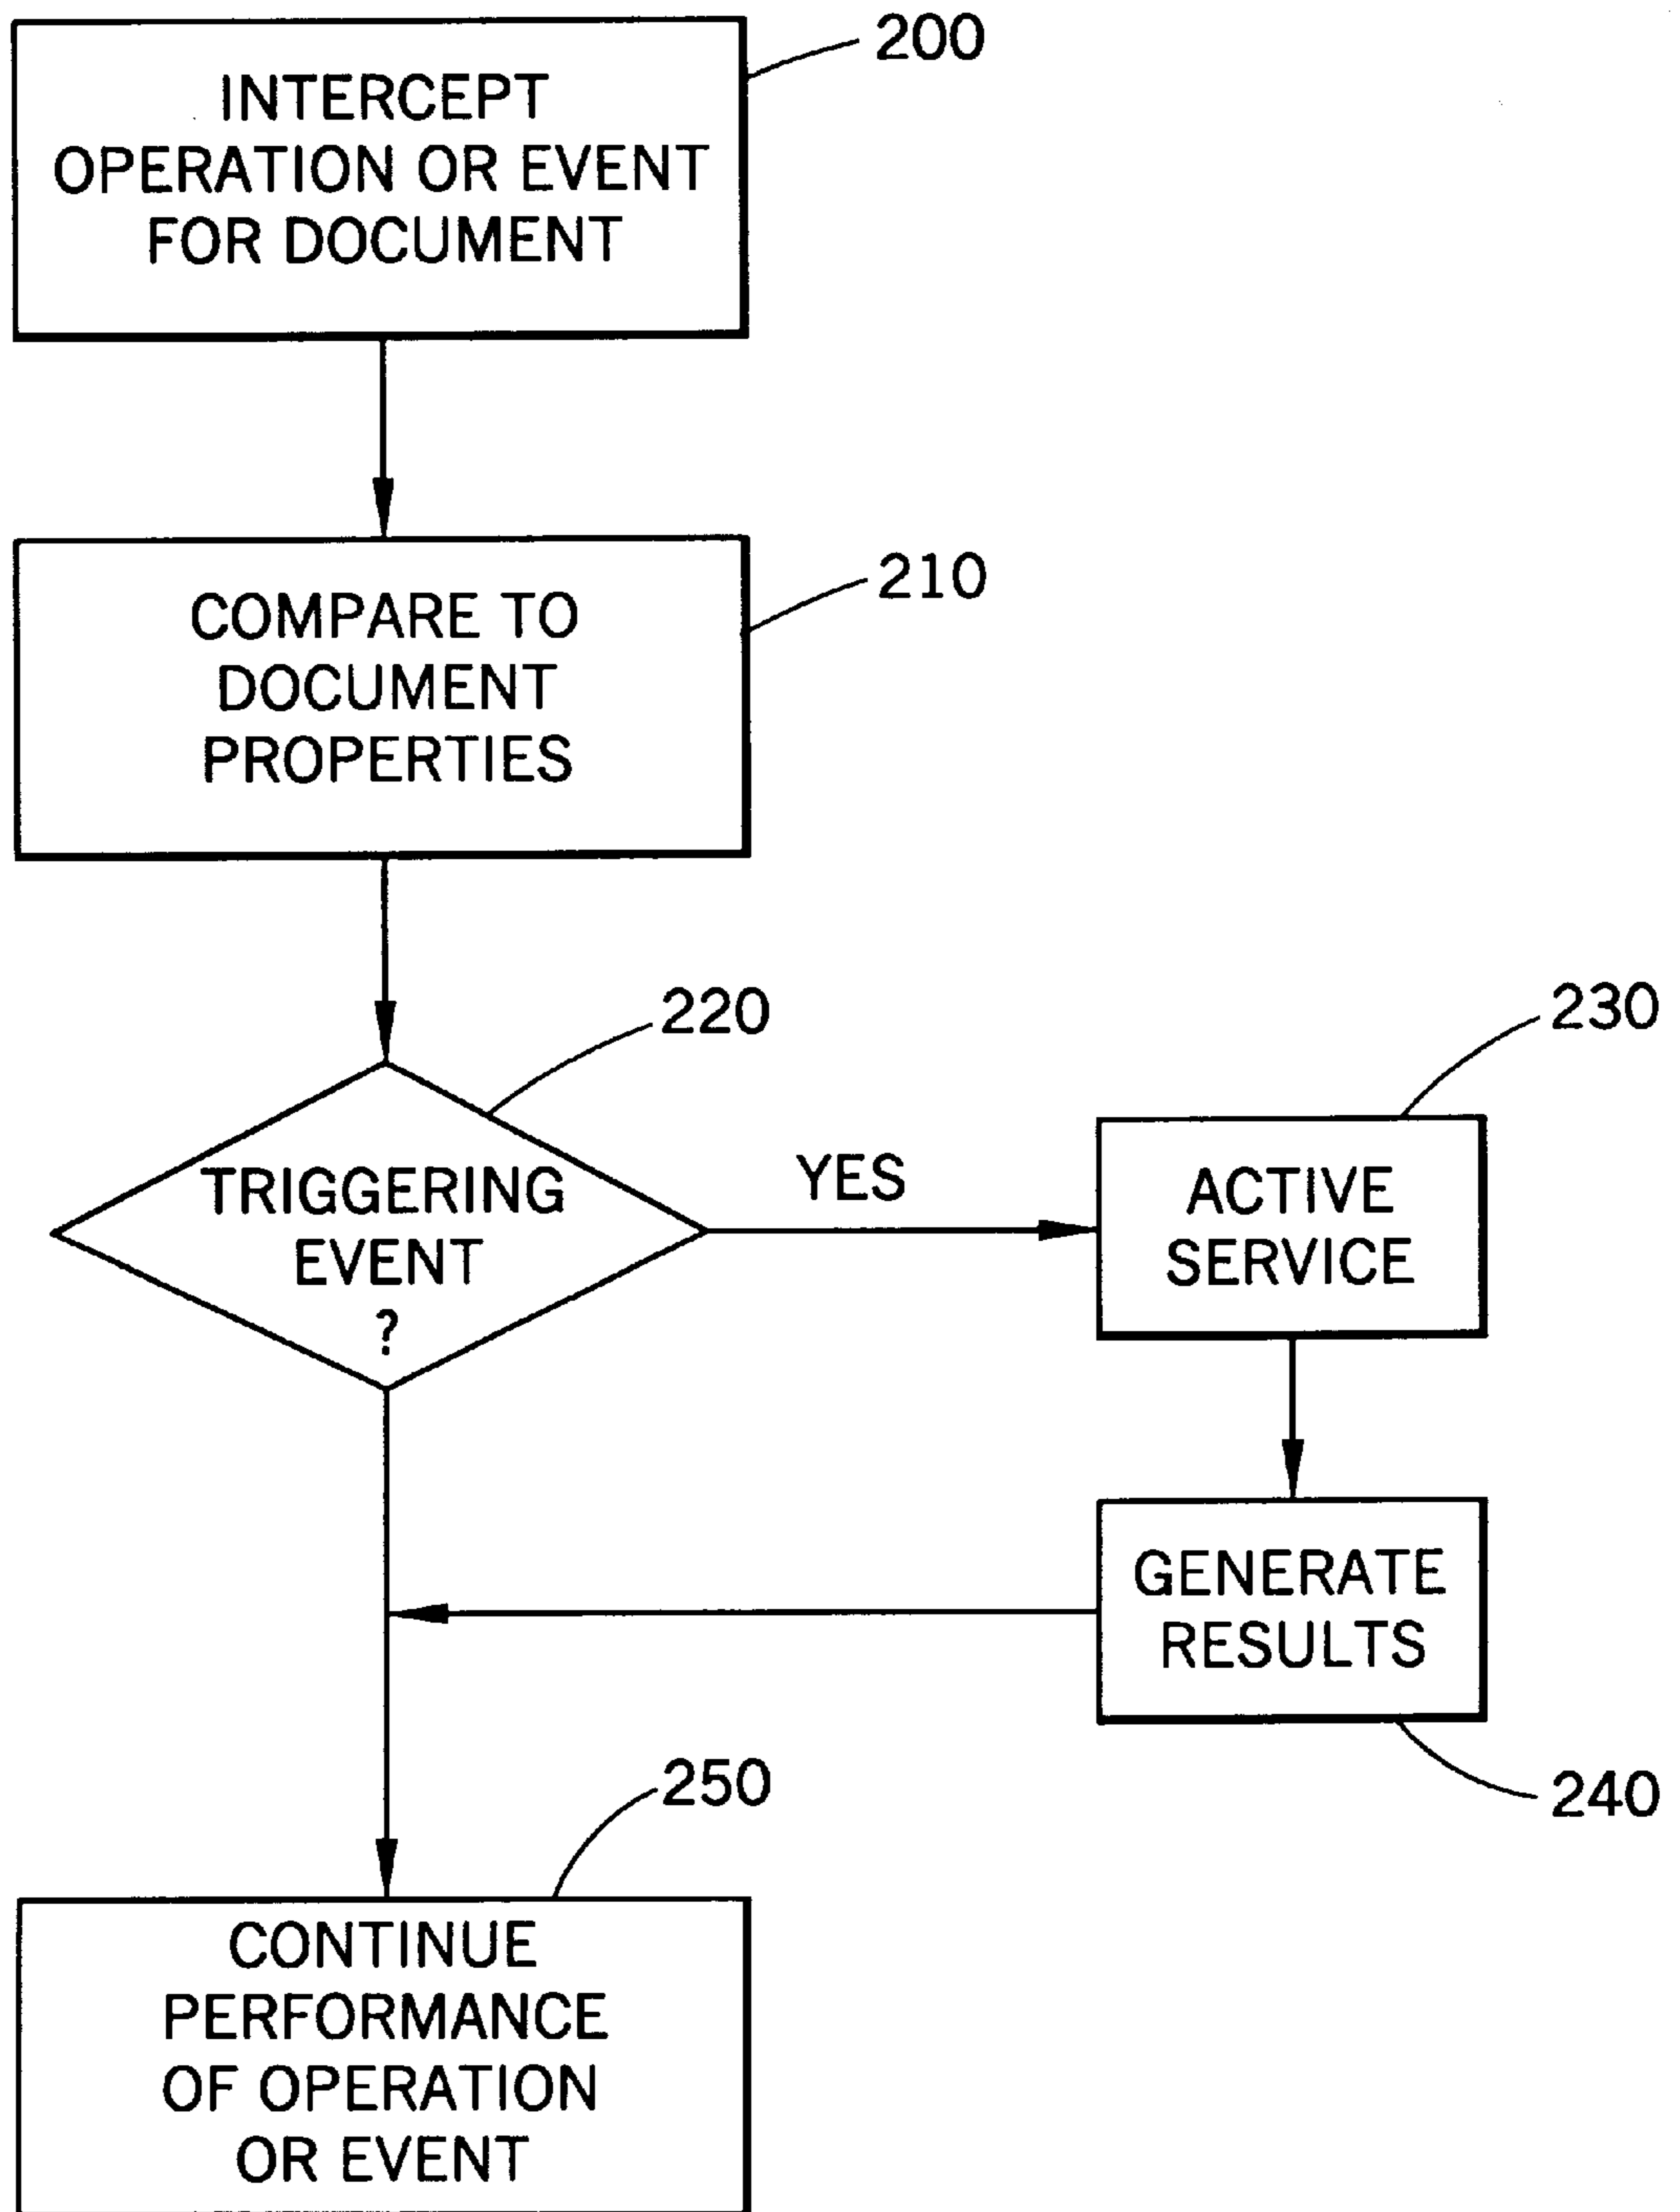 200
INTERCEPT
OPERATION OR EVENT
FOR DOCUMENT
210
COMPARE TO
DOCUMENT
PROPERTIES
220
TRIGGERING
EVENT
?
YES
230
ACTIVE
SERVICE
GENERATE
RESULTS
240
250
CONTINUE
PERFORMANCE
OF OPERATION
OR EVENT